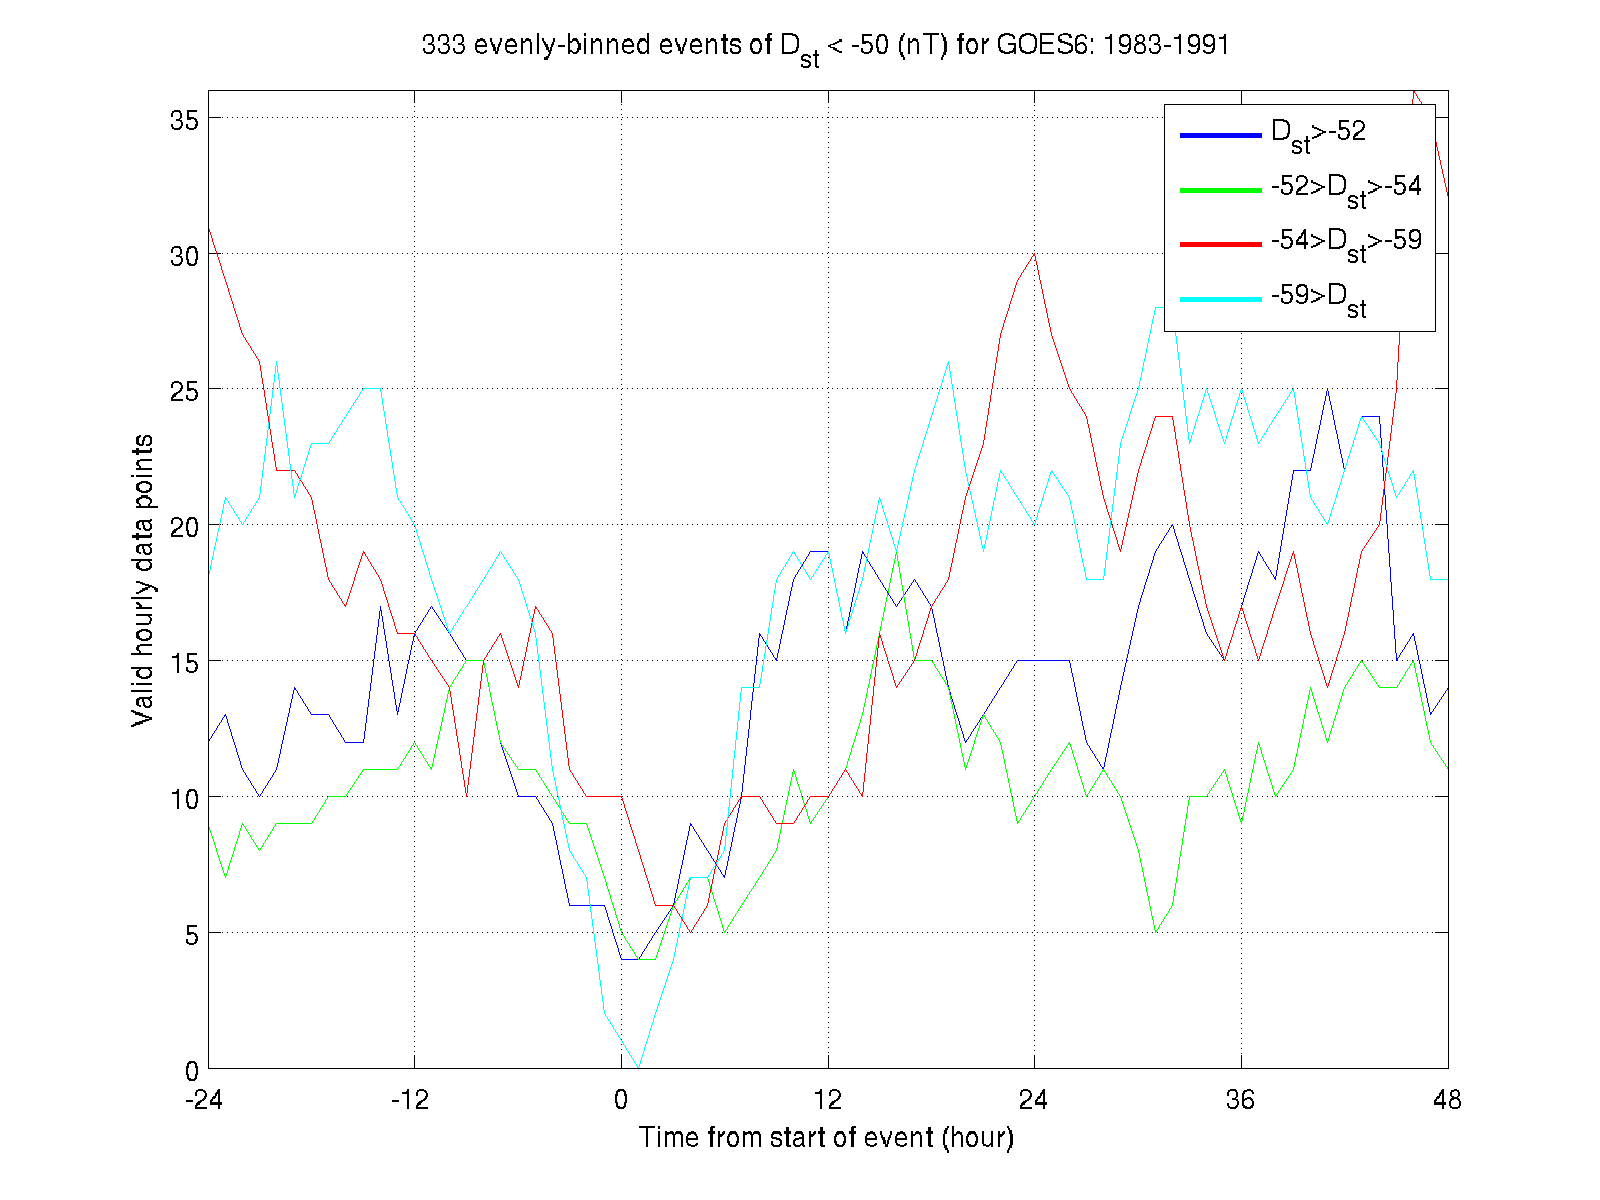 333 evenly-binned events of Dst < -50 (nT) for GOES6: 1983-1991
Dst>-52
-52>Dst>-54
-54>Dst>-59
-59>Dst
35
30
25
20
15
10
5
0
Valid hourly data points
-24 -12 0 12 24 36 48
Time from start of event (hour)